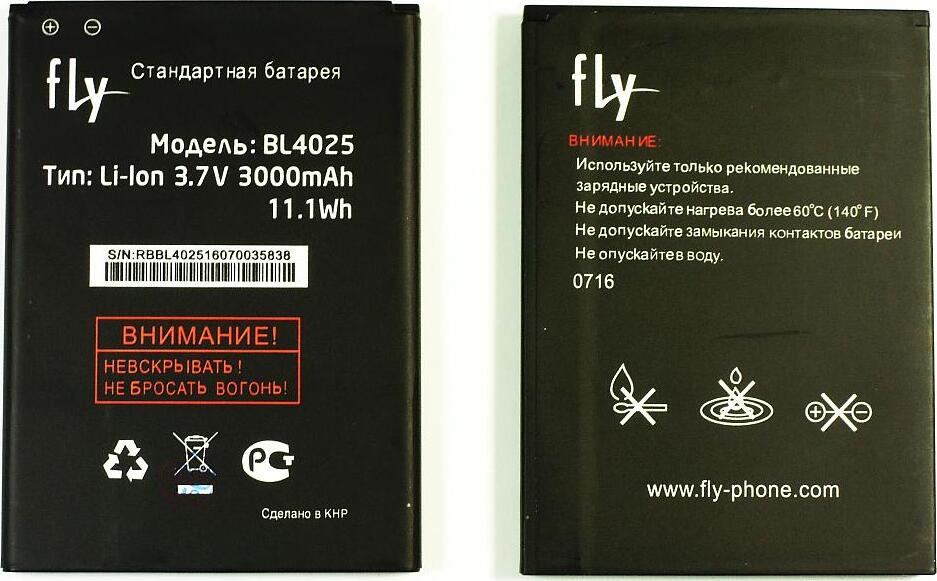 fly Стандартная батарея
Модель: BL4025
Тип: Li-Ion 3.7V 3000mAh
11.1Wh
S/N:RBBL402516070035838
ВНИМАНИЕ!
НЕВСКРЫВАТЬ!
НЕ БРОСАТЬ ВОГОНЬ!
РСТ
Сделано в КНР
fly
ВНИМАНИЕ:
Используйте только рекомендованные
зарядные устройства.
Не допускайте нагрева более 60°C (140°F)
Не допускайте замыкания контактов батареи
Не опускайте в воду.
0716
www.fly-phone.com